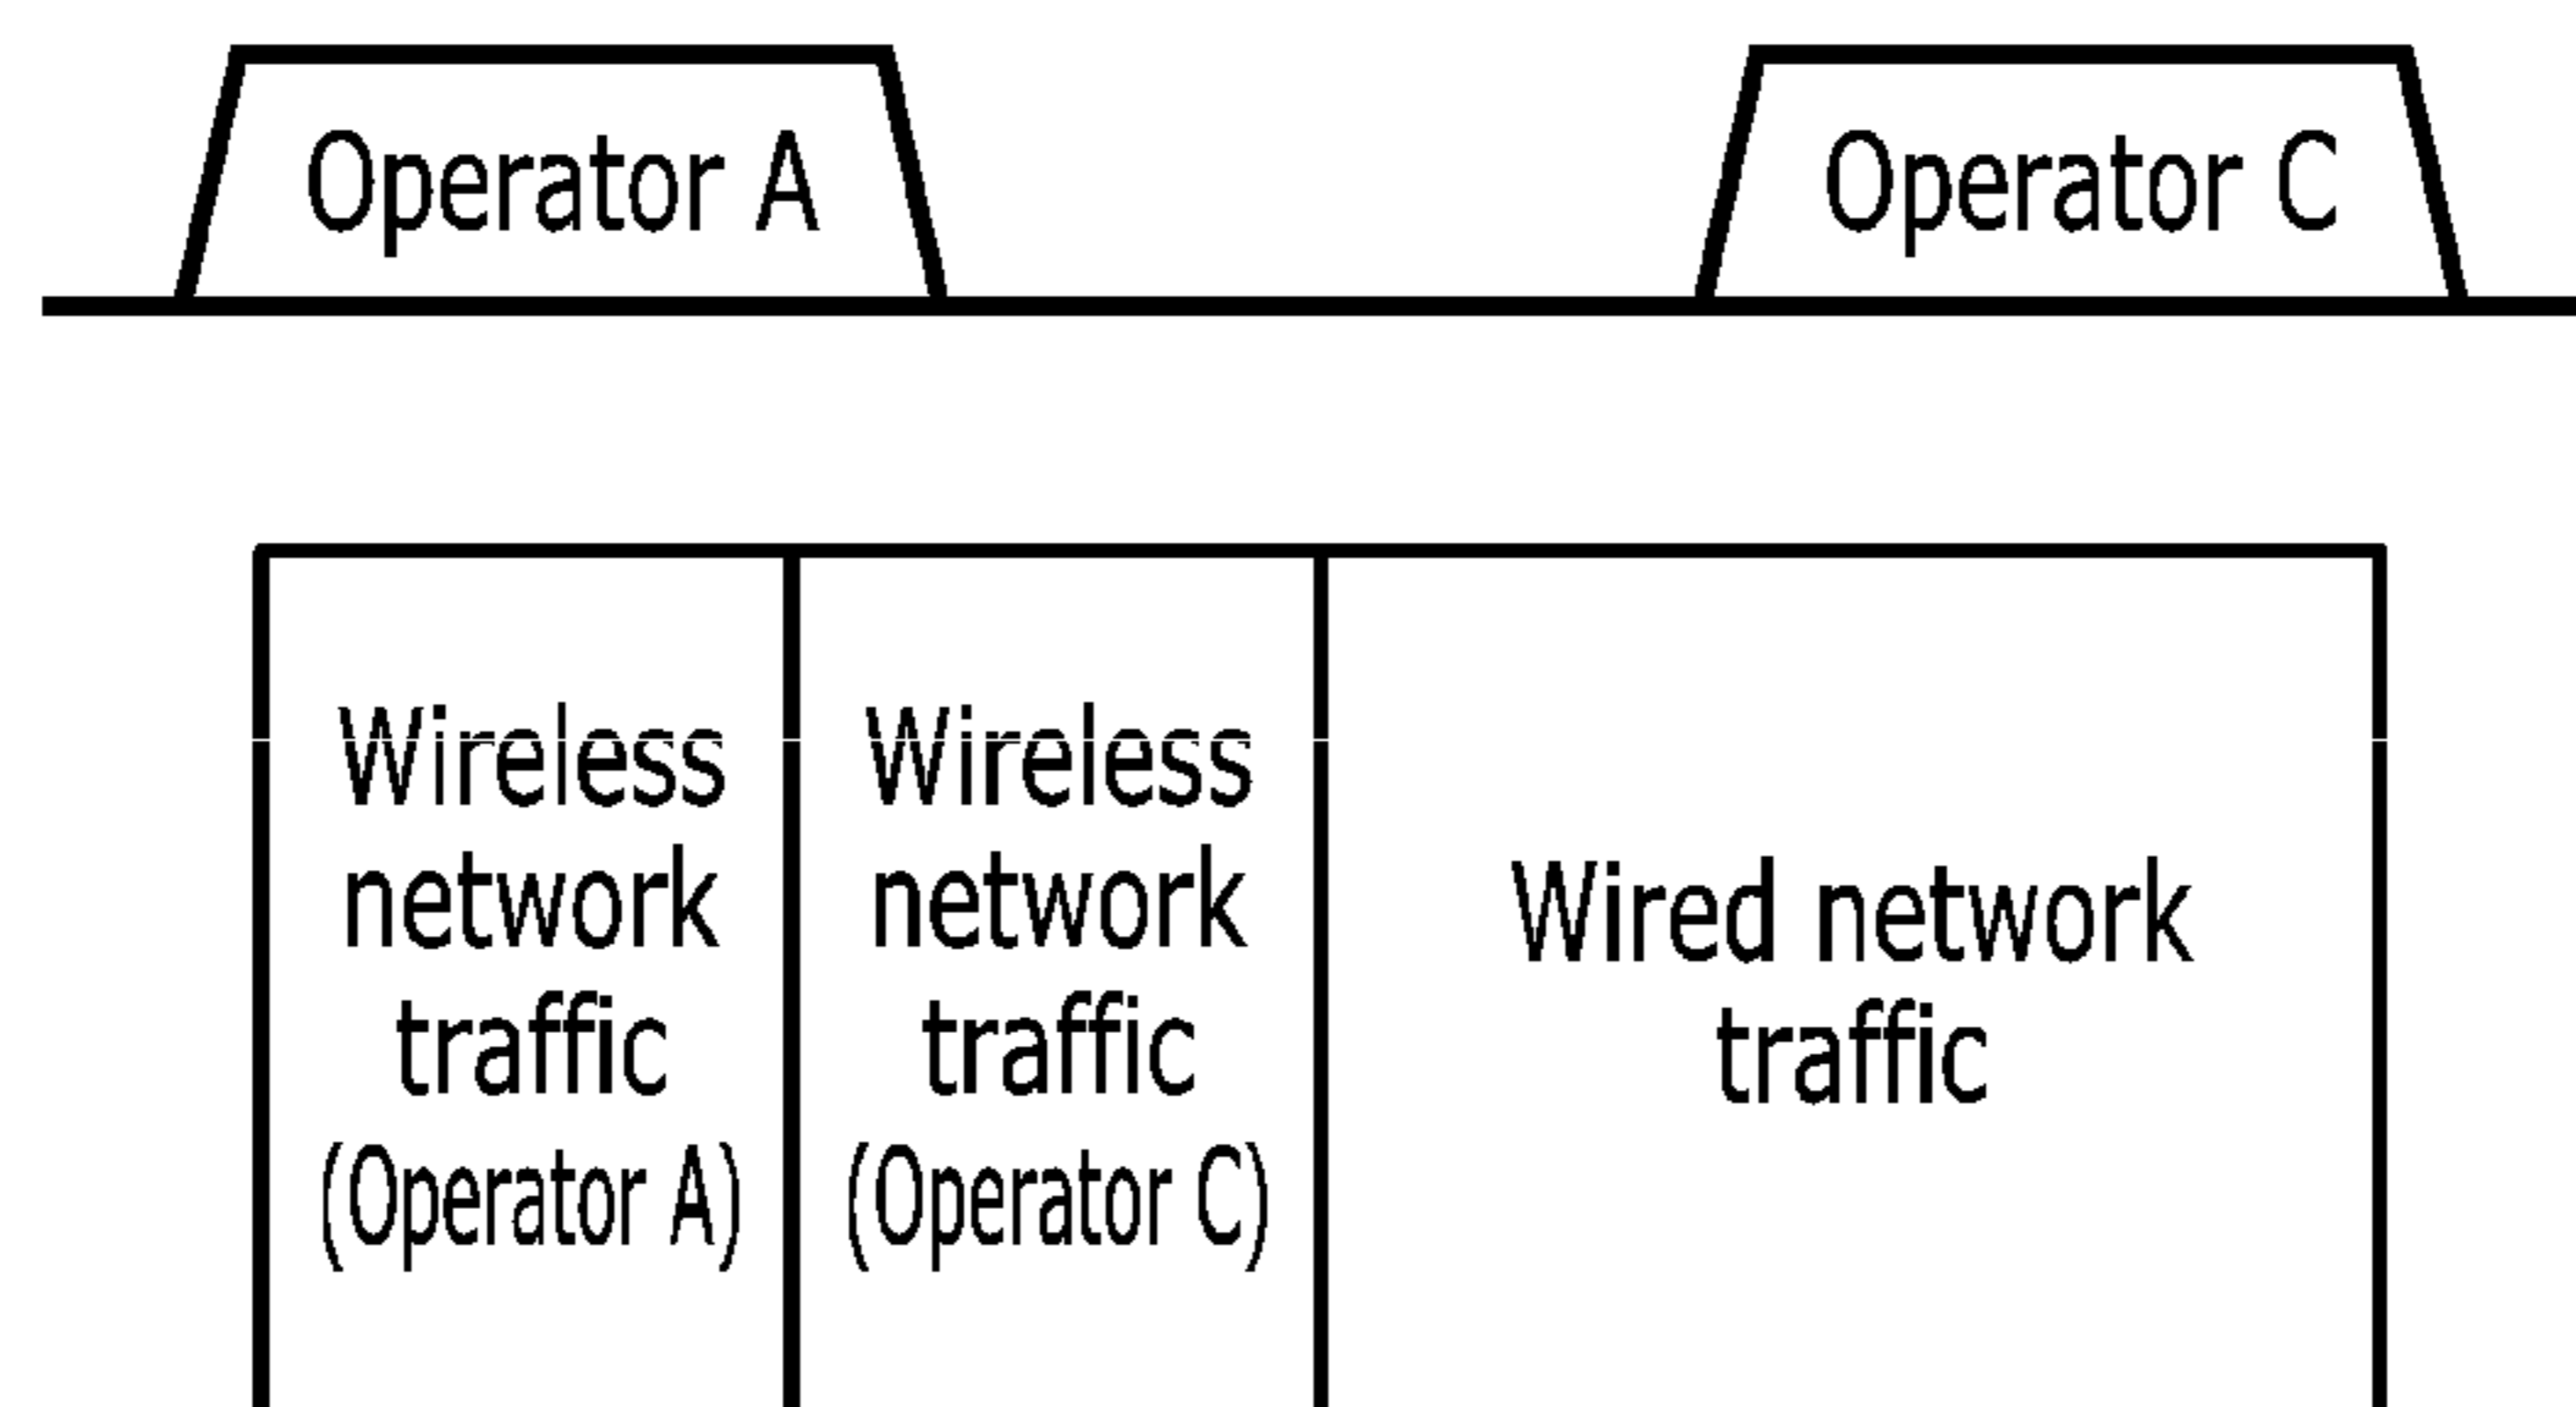 Operator A
Operator C
Wireless
network
traffic
(Operator A)
Wireless
network
traffic
(Operator C)
Wired network
traffic